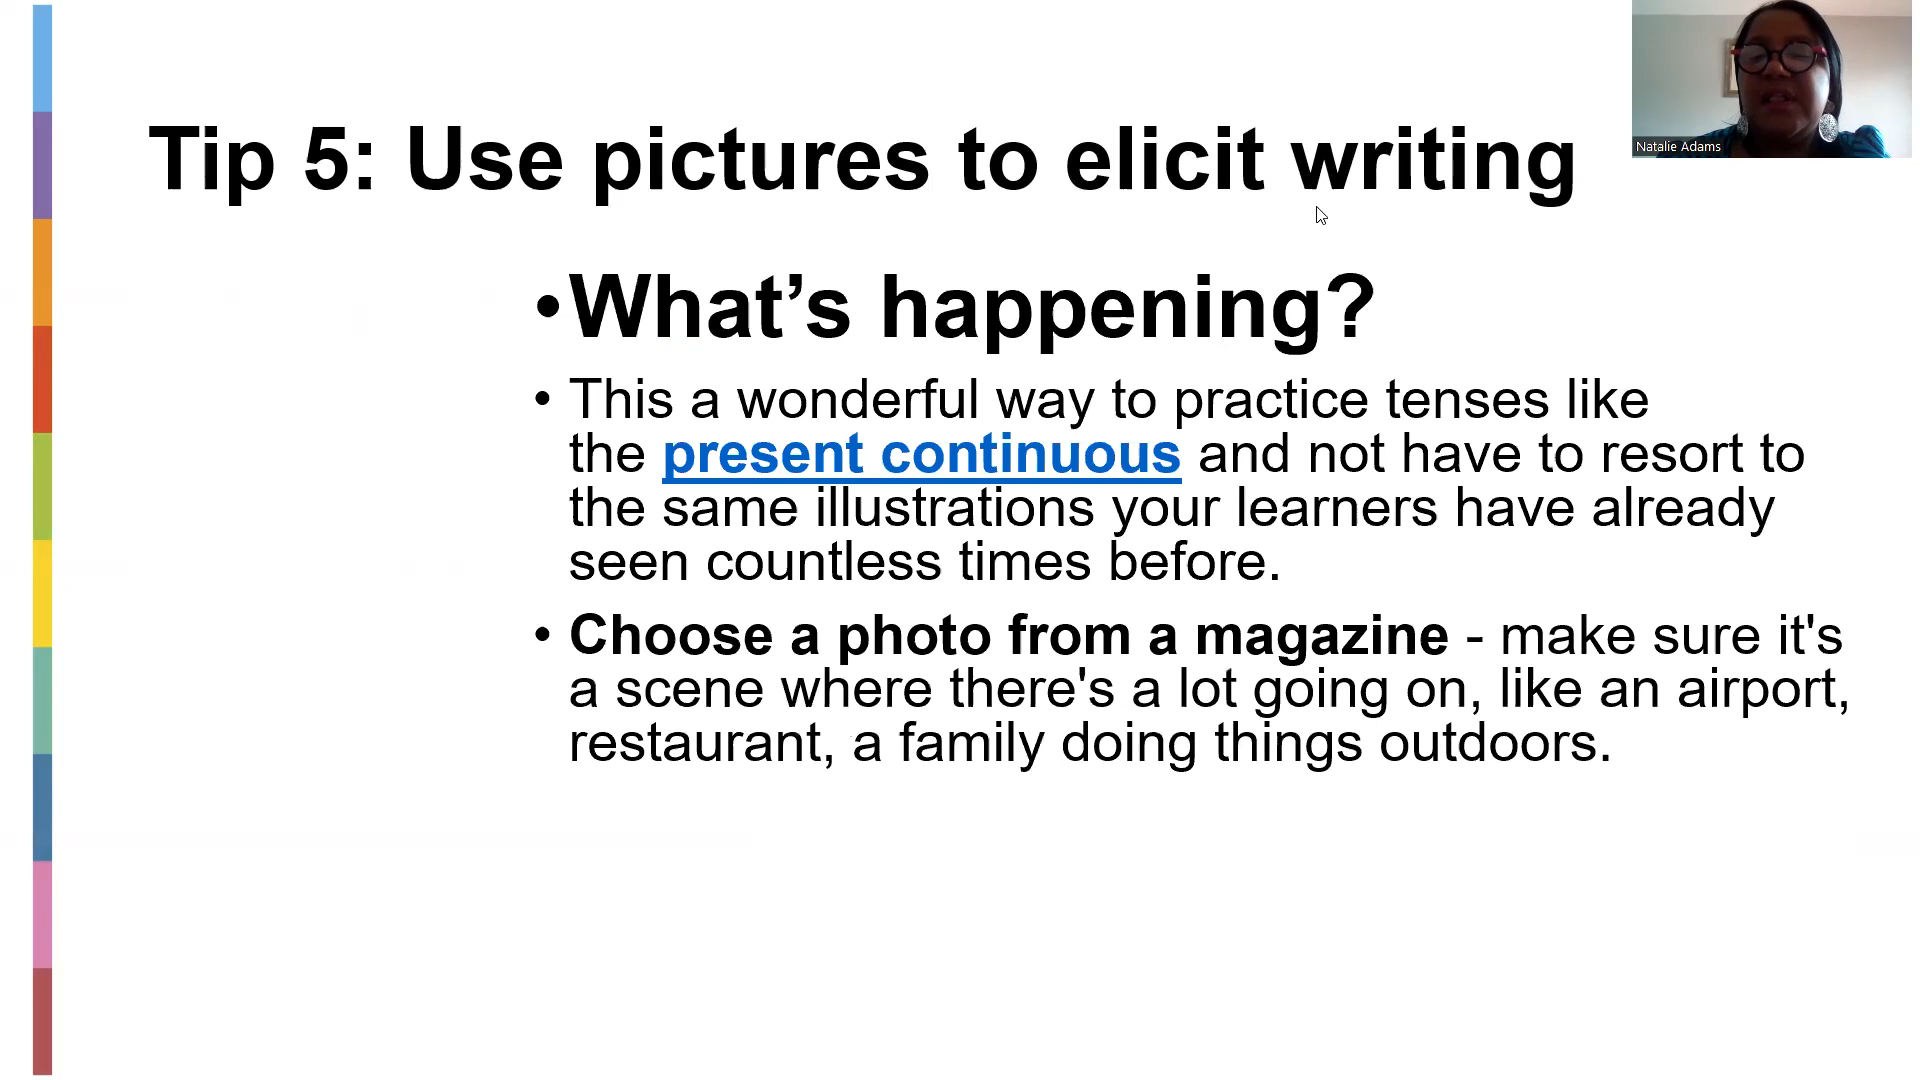 Tip 5: Use pictures to elicit writing
Natalie Adams
•What’s happening?
• This a wonderful way to practice tenses like
the present continuous and not have to resort to
the same illustrations your learners have already
seen countless times before.
• Choose a photo from a magazine - make sure it's
a scene where there's a lot going on, like an airport,
restaurant, a family doing things outdoors.